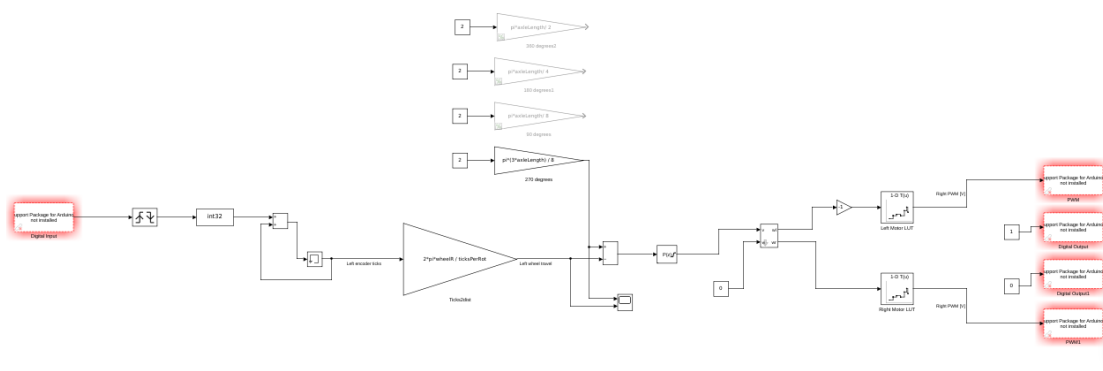 2
pi*axleLength/ 2
360 degrees2
2
pi*axleLength/ 4
180 degrees1
2
pi*axleLength/ 8
90 degrees
2
pi*(3*axleLength) / 8
270 degrees
upport Package for Arduino
not installed
Digital Input
int32
+
+
Left encoder ticks
2*pi*wheelR / ticksPerRot
Ticks2dist
Left wheel travel
+
-
P(s)
0
v
wl
wr
-1
1-D T(u)
Left Motor LUT
1-D T(u)
Right Motor LUT
Right PWM [V]
Right PWM [V]
upport Package for Arduino
not installed
PWM
1
upport Package for Arduino
not installed
Digital Output
0
upport Package for Arduino
not installed
Digital Output1
upport Package for Arduino
not installed
PWM1